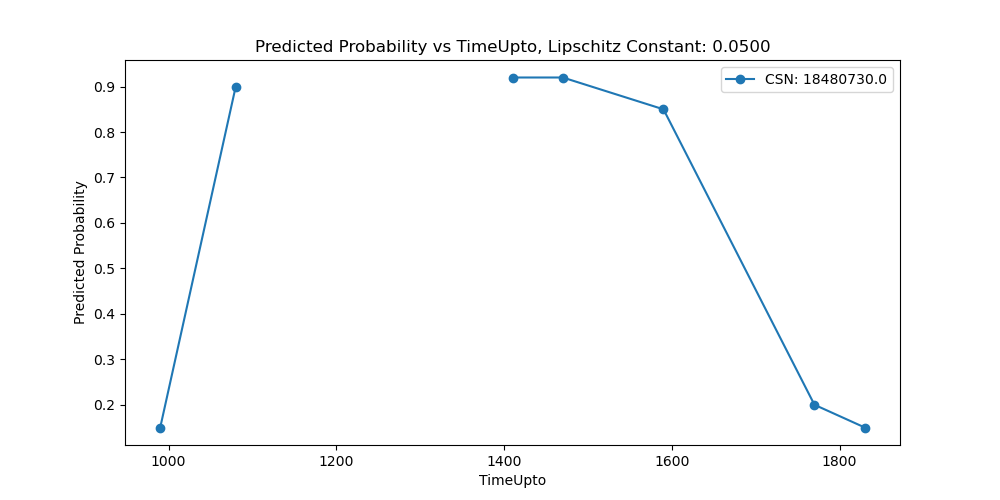 Predicted Probability vs TimeUpto, Lipschitz Constant: 0.0500
CSN: 18480730.0
Predicted Probability
0.9
0.8
0.7
0.6
0.5
0.4
0.3
0.2
1000 1200 1400 1600 1800
TimeUpto